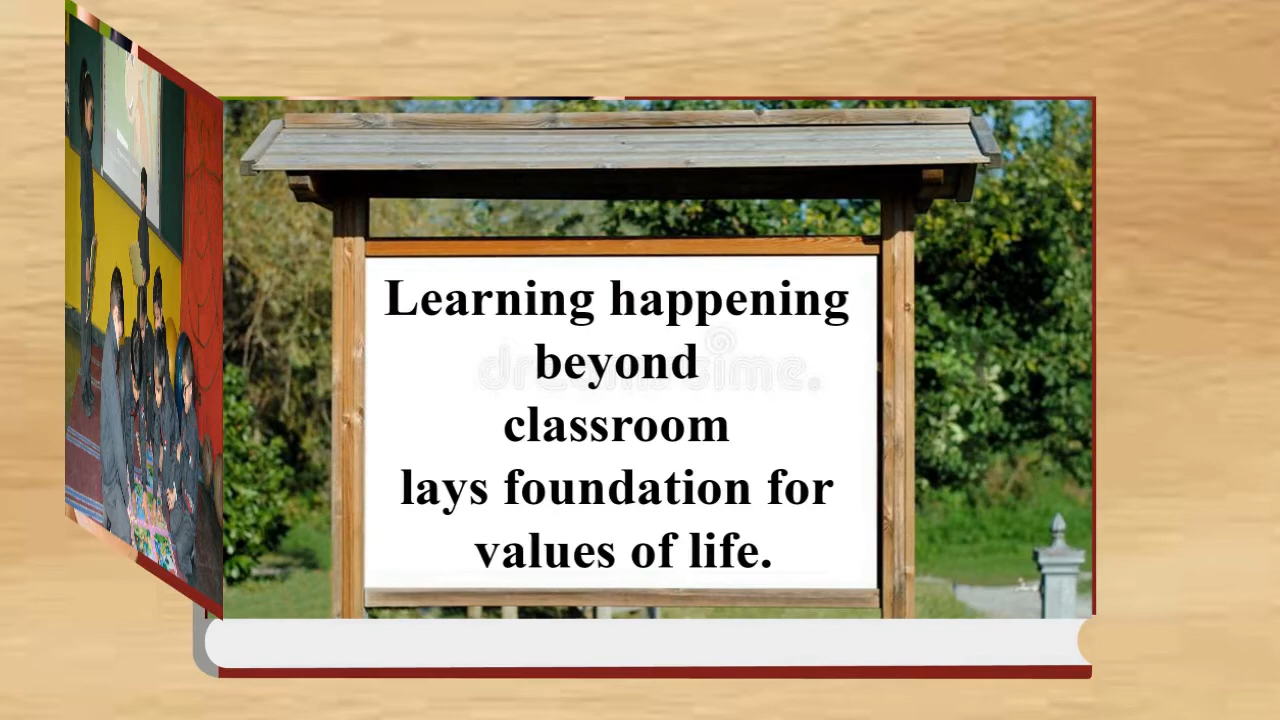 Learning happening
beyond
classroom
lays foundation for
values of life.